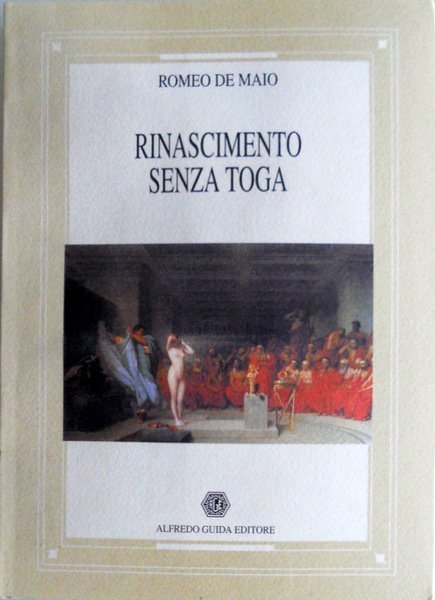 ROMEO DE MAIO
RINASCIMENTO
SENZA TOGA
ALFREDO GUIDA EDITORE